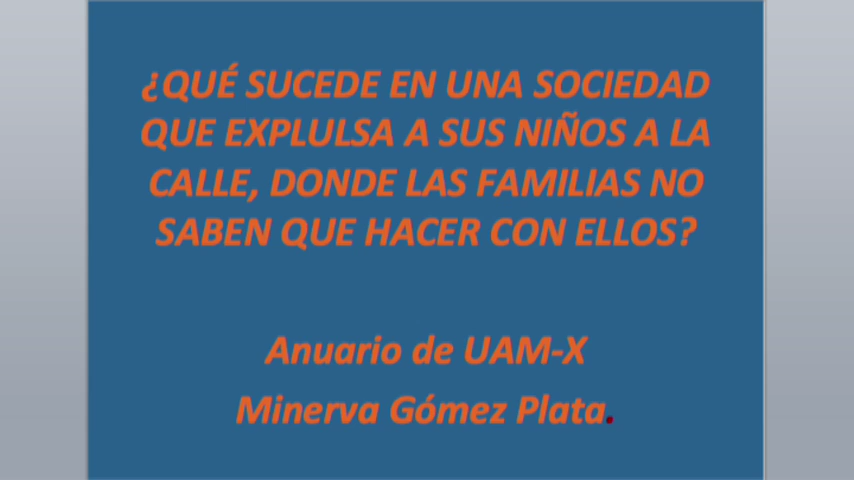 ¿QUÉ SUCEDE EN UNA SOCIEDAD
QUE EXPLULSA A SUS NIÑOS A LA
CALLE, DONDE LAS FAMILIAS NO
SABEN QUE HACER CON ELLOS?
Anuario de UAM-X
Minerva Gómez Plata.